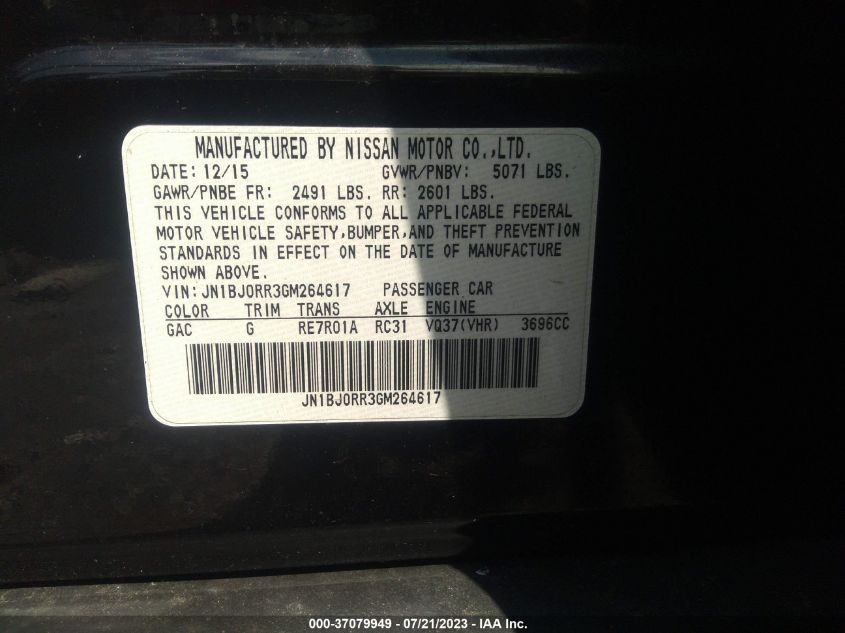 MANUFACTURED BY NISSAN MOTOR CO.,LTD.
DATE: 12/15 GVWR/PNBV: 5071 LBS.
GAWR/PNBE FR: 2491 LBS. RR: 2601 LBS.
THIS VEHICLE CONFORMS TO ALL APPLICABLE FEDERAL
MOTOR VEHICLE SAFETY,BUMPER,AND THEFT PREVENTION
STANDARDS IN EFFECT ON THE DATE OF MANUFACTURE
SHOWN ABOVE.
VIN: JN1BJ0RR3GM264617 PASSENGER CAR
COLOR TRIM TRANS AXLE ENGINE
GAC G RE7R01A RC31 VQ37(VHR) 3696CC
JN1BJ0RR3GM264617
000-37079949 / 07/21/2023 - IAA Inc.